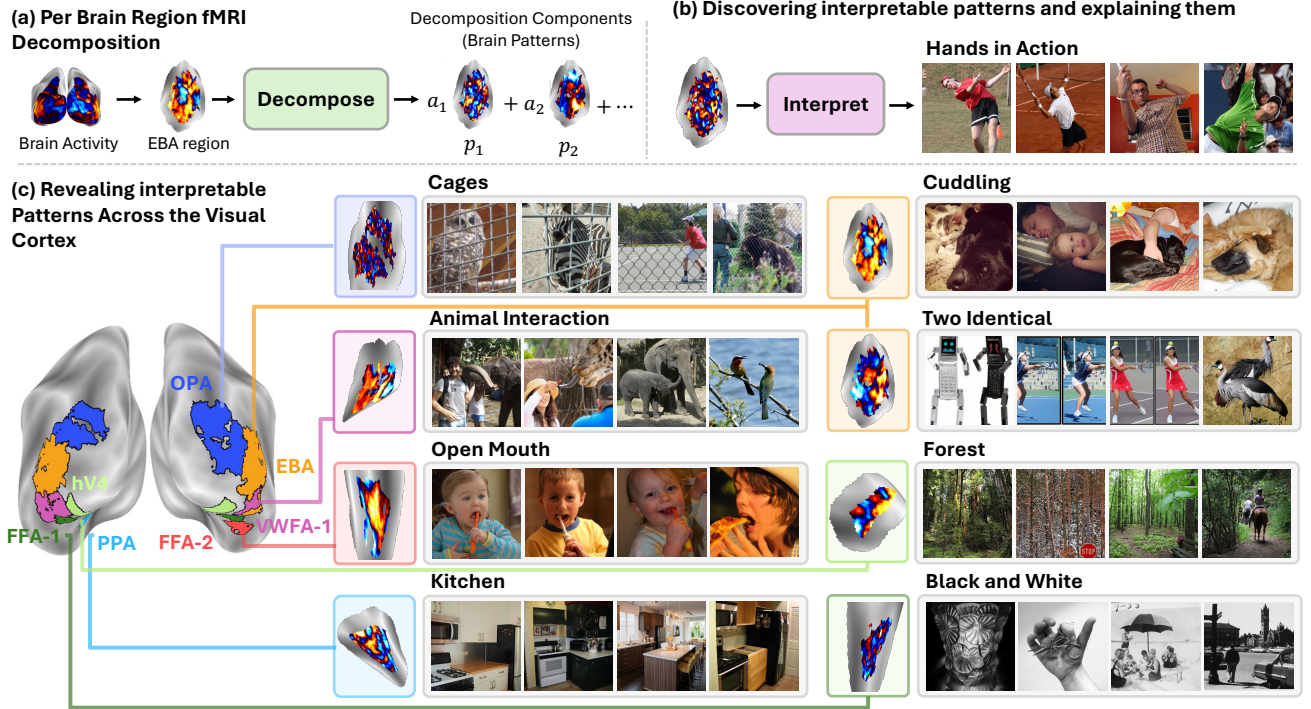 (a) Per Brain Region fMRI
Decomposition
Brain Activity
EBA region
Decompose
Decomposition Components
(Brain Patterns)
a₁ + a₂ + ⋯
p₁
p₂
(b) Discovering interpretable patterns and explaining them
Interpret
Hands in Action
(c) Revealing interpretable
Patterns Across the Visual
Cortex
OPA
EBA
hV4
VWFA-1
FFA-1
PPA
FFA-2
Cages
Cuddling
Animal Interaction
Two Identical
Open Mouth
Forest
STOP
Kitchen
Black and White